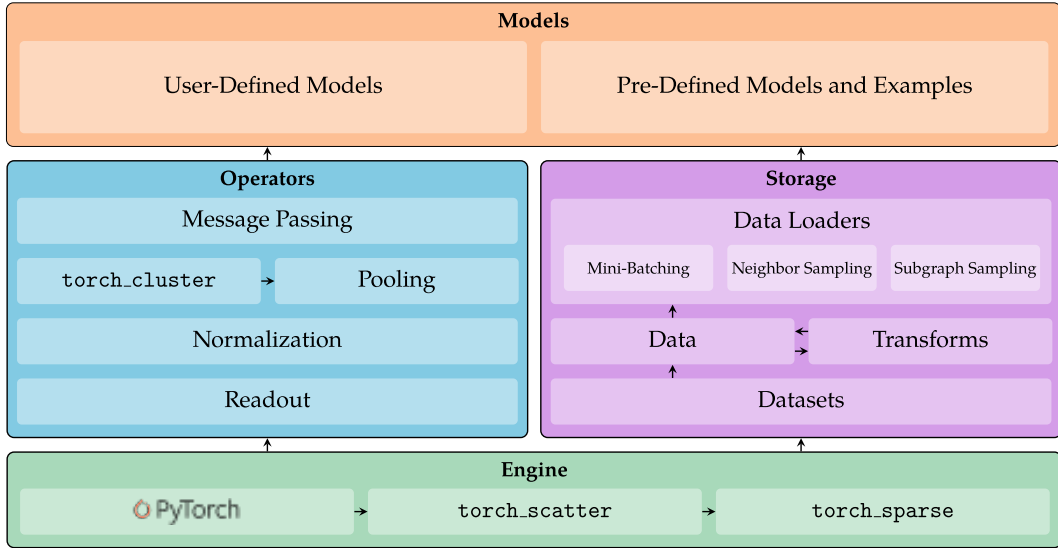 Models
User-Defined Models
Pre-Defined Models and Examples
Operators
Message Passing
torch_cluster
Pooling
Normalization
Readout
Storage
Data Loaders
Mini-Batching
Neighbor Sampling
Subgraph Sampling
Data
Transforms
Datasets
Engine
PyTorch
torch_scatter
torch_sparse